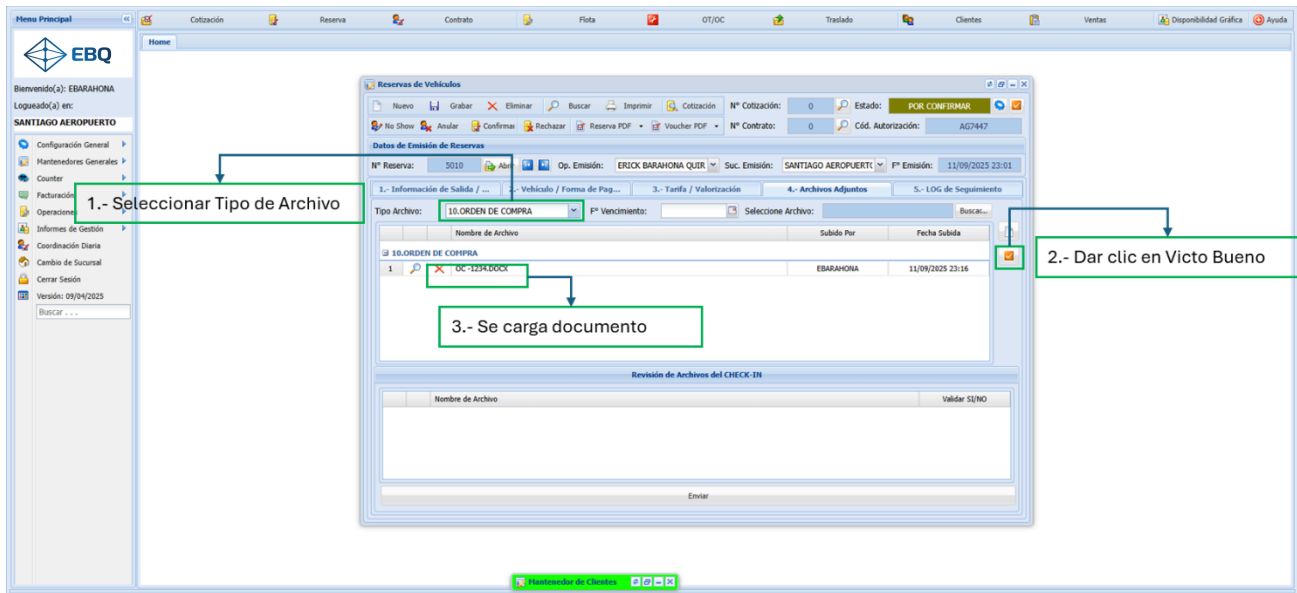 Menu Principal
Cotización Reserva Contrato Flota OT/OC Traslado Clientes Ventas Disponibilidad Gráfica Ayuda
EBQ
Home
Bienvenido(a): EBARAHONA
Logueado(a) en:
SANTIAGO AEROPUERTO
Configuración General
Mantenedores Generales
Counter
Facturación
Operaciones
Informes de Gestión
Coordinación Diaria
Cambio de Sucursal
Cerrar Sesión
Versión: 09/04/2025
Buscar . . .
Reservas de Vehículos
Nuevo Grabar Eliminar Buscar Imprimir Cotización N° Cotización: 0 Estado: POR CONFIRMAR
No Show Anular Confirmar Rechazar Reserva PDF Voucher PDF N° Contrato: 0 Cód. Autorización: AG7447
Datos de Emisión de Reservas
N° Reserva: 5010 Abrir Op. Emisión: ERICK BARAHONA QUIR Suc. Emisión: SANTIAGO AEROPUERT( F° Emisión: 11/09/2025 23:01
1.- Información de Salida / ... 2.- Vehículo / Forma de Pag... 3.- Tarifa / Valorización 4.- Archivos Adjuntos 5.- LOG de Seguimiento
Tipo Archivo: 10.ORDEN DE COMPRA F° Vencimiento: Seleccione Archivo: Buscar...
Nombre de Archivo Subido Por Fecha Subida
10.ORDEN DE COMPRA
1 OC -1234.DOCX EBARAHONA 11/09/2025 23:16
1.- Seleccionar Tipo de Archivo
2.- Dar clic en Victo Bueno
3.- Se carga documento
Revisión de Archivos del CHECK-IN
Nombre de Archivo Validar SI/NO
Enviar
Mantenedor de Clientes